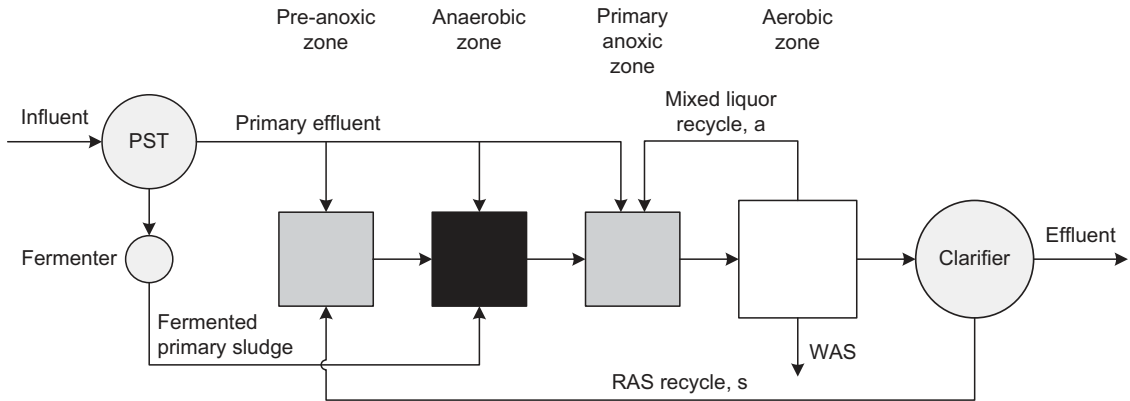 Pre-anoxic
zone
Anaerobic
zone
Primary
anoxic
zone
Aerobic
zone
Influent
PST
Primary effluent
Mixed liquor
recycle, a
Fermenter
Clarifier
Effluent
Fermented
primary sludge
WAS
RAS recycle, s